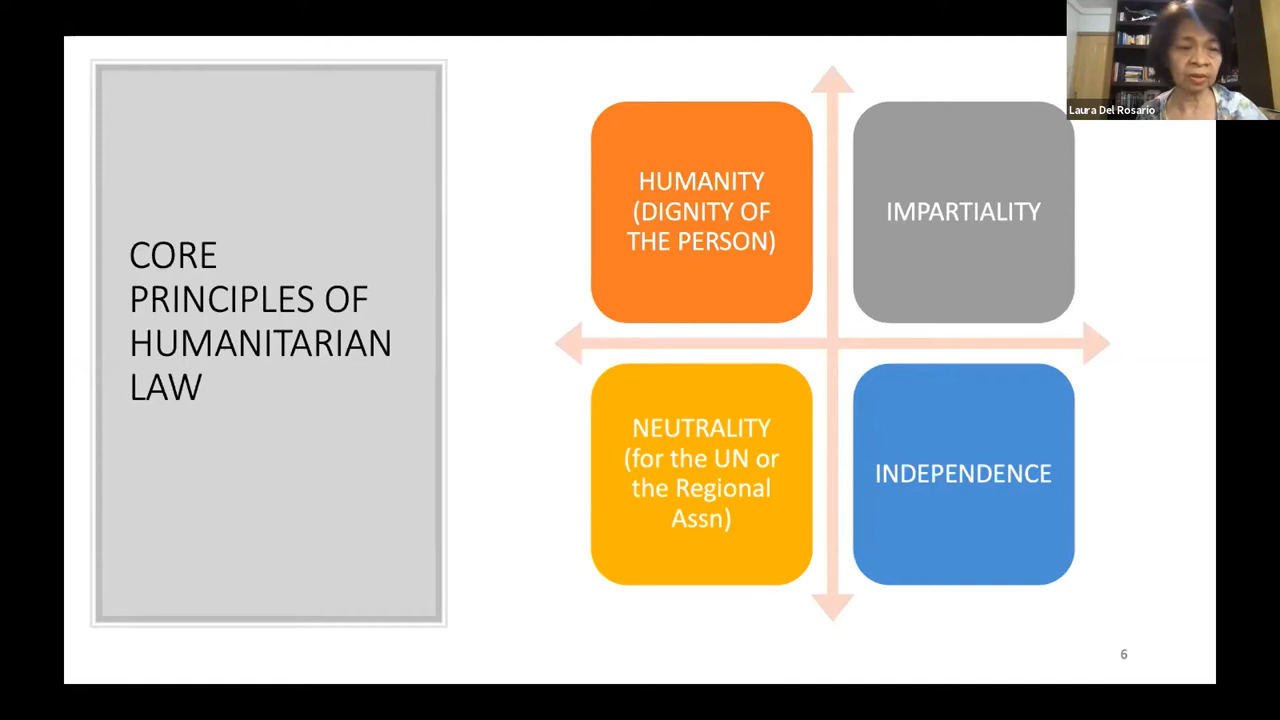 CORE
PRINCIPLES OF
HUMANITARIAN
LAW
HUMANITY
(DIGNITY OF
THE PERSON)
IMPARTIALITY
NEUTRALITY
(for the UN or
the Regional
Assn)
INDEPENDENCE
6
Laura Del Rosario